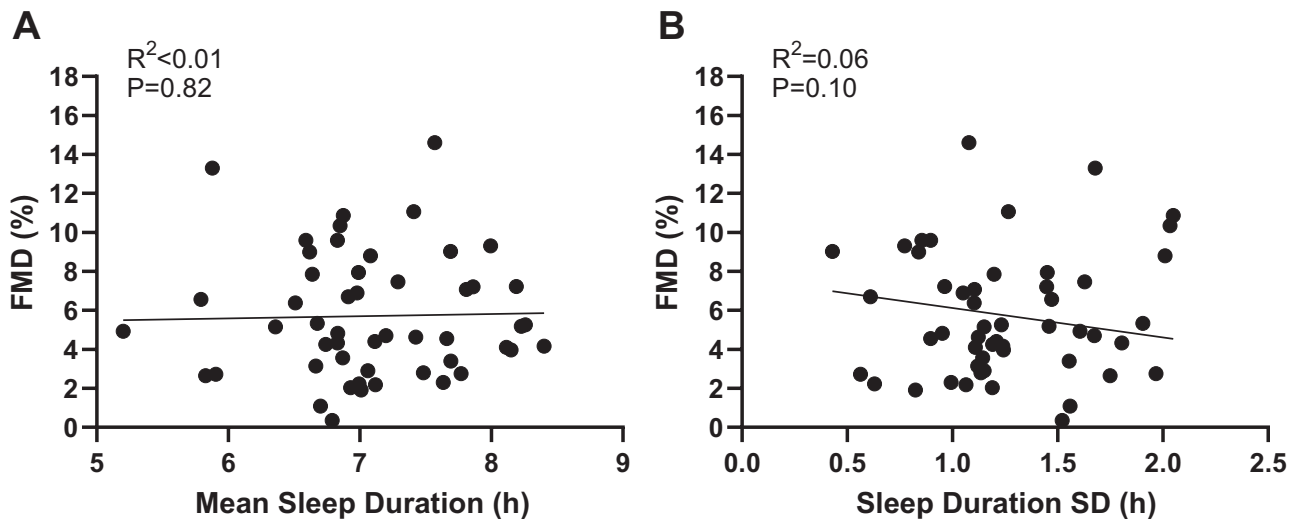 A
R²<0.01
P=0.82
FMD (%)
18
16
14
12
10
8
6
4
2
0
5 6 7 8 9
Mean Sleep Duration (h)
B
R²=0.06
P=0.10
FMD (%)
18
16
14
12
10
8
6
4
2
0
0.0 0.5 1.0 1.5 2.0 2.5
Sleep Duration SD (h)